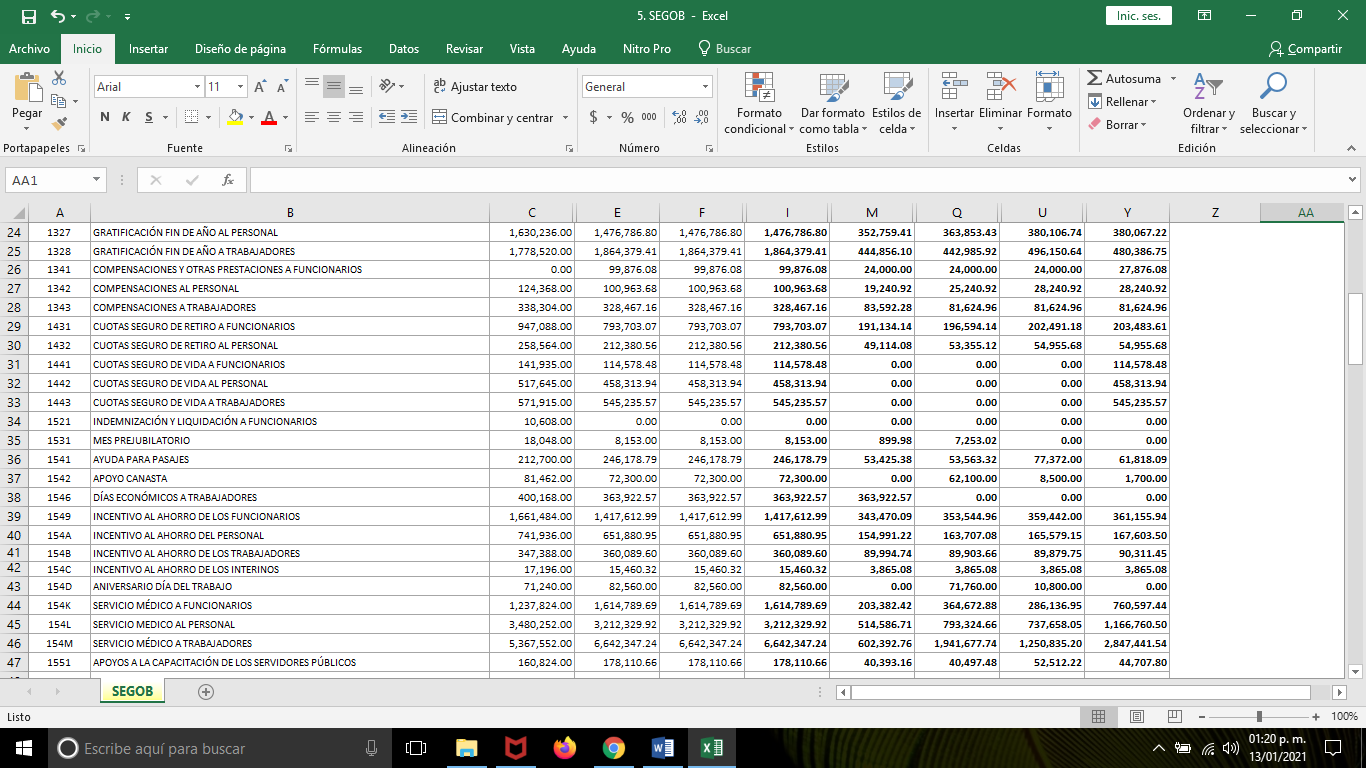 5. SEGOB - Excel
Inic. ses.
Archivo Inicio Insertar Diseño de página Fórmulas Datos Revisar Vista Ayuda Nitro Pro Buscar Compartir
Pegar
Arial 11
N K S
A A
ab Ajustar texto
Combinar y centrar
General
$ % 000
Formato condicional
Dar formato como tabla
Estilos de celda
Insertar Eliminar Formato
Autosuma
Rellenar
Borrar
Ordenar y filtrar
Buscar y seleccionar
Portapapeles Fuente Alineación Número Estilos Celdas Edición
AA1 fx
A B C E F I M Q U Y Z AA
24 1327 GRATIFICACIÓN FIN DE AÑO AL PERSONAL 1,630,236.00 1,476,786.80 1,476,786.80 1,476,786.80 352,759.41 363,853.43 380,106.74 380,067.22
25 1328 GRATIFICACIÓN FIN DE AÑO A TRABAJADORES 1,778,520.00 1,864,379.41 1,864,379.41 1,864,379.41 444,856.10 442,985.92 496,150.64 480,386.75
26 1341 COMPENSACIONES Y OTRAS PRESTACIONES A FUNCIONARIOS 0.00 99,876.08 99,876.08 99,876.08 24,000.00 24,000.00 24,000.00 27,876.08
27 1342 COMPENSACIONES AL PERSONAL 124,368.00 100,963.68 100,963.68 100,963.68 19,240.92 25,240.92 28,240.92 28,240.92
28 1343 COMPENSACIONES A TRABAJADORES 338,304.00 328,467.16 328,467.16 328,467.16 83,592.28 81,624.96 81,624.96 81,624.96
29 1431 CUOTAS SEGURO DE RETIRO A FUNCIONARIOS 947,088.00 793,703.07 793,703.07 793,703.07 191,134.14 196,594.14 202,491.18 203,483.61
30 1432 CUOTAS SEGURO DE RETIRO AL PERSONAL 258,564.00 212,380.56 212,380.56 212,380.56 49,114.08 53,355.12 54,955.68 54,955.68
31 1441 CUOTAS SEGURO DE VIDA A FUNCIONARIOS 141,935.00 114,578.48 114,578.48 114,578.48 0.00 0.00 0.00 114,578.48
32 1442 CUOTAS SEGURO DE VIDA AL PERSONAL 517,645.00 458,313.94 458,313.94 458,313.94 0.00 0.00 0.00 458,313.94
33 1443 CUOTAS SEGURO DE VIDA A TRABAJADORES 571,915.00 545,235.57 545,235.57 545,235.57 0.00 0.00 0.00 545,235.57
34 1521 INDEMNIZACIÓN Y LIQUIDACIÓN A FUNCIONARIOS 10,608.00 0.00 0.00 0.00 0.00 0.00 0.00 0.00
35 1531 MES PREJUBILATORIO 18,048.00 8,153.00 8,153.00 8,153.00 899.98 7,253.02 0.00 0.00
36 1541 AYUDA PARA PASAJES 212,700.00 246,178.79 246,178.79 246,178.79 53,425.38 53,563.32 77,372.00 61,818.09
37 1542 APOYO CANASTA 81,462.00 72,300.00 72,300.00 72,300.00 0.00 62,100.00 8,500.00 1,700.00
38 1546 DÍAS ECONÓMICOS A TRABAJADORES 400,168.00 363,922.57 363,922.57 363,922.57 363,922.57 0.00 0.00 0.00
39 1549 INCENTIVO AL AHORRO DE LOS FUNCIONARIOS 1,661,484.00 1,417,612.99 1,417,612.99 1,417,612.99 343,470.09 353,544.96 359,442.00 361,155.94
40 154A INCENTIVO AL AHORRO DEL PERSONAL 741,936.00 651,880.95 651,880.95 651,880.95 154,991.22 163,707.08 165,579.15 167,603.50
41 154B INCENTIVO AL AHORRO DE LOS TRABAJADORES 347,388.00 360,089.60 360,089.60 360,089.60 89,994.74 89,903.66 89,879.75 90,311.45
42 154C INCENTIVO AL AHORRO DE LOS INTERINOS 17,196.00 15,460.32 15,460.32 15,460.32 3,865.08 3,865.08 3,865.08 3,865.08
43 154D ANIVERSARIO DÍA DEL TRABAJO 71,240.00 82,560.00 82,560.00 82,560.00 0.00 71,760.00 10,800.00 0.00
44 154K SERVICIO MÉDICO A FUNCIONARIOS 1,237,824.00 1,614,789.69 1,614,789.69 1,614,789.69 203,382.42 364,672.88 286,136.95 760,597.44
45 154L SERVICIO MEDICO AL PERSONAL 3,480,252.00 3,212,329.92 3,212,329.92 3,212,329.92 514,586.71 793,324.66 737,658.05 1,166,760.50
46 154M SERVICIO MÉDICO A TRABAJADORES 5,367,552.00 6,642,347.24 6,642,347.24 6,642,347.24 602,392.76 1,941,677.74 1,250,835.20 2,847,441.54
47 1551 APOYOS A LA CAPACITACIÓN DE LOS SERVIDORES PÚBLICOS 160,824.00 178,110.66 178,110.66 178,110.66 40,393.16 40,497.48 52,512.22 44,707.80
SEGOB
Listo 100%
Escribe aquí para buscar
01:20 p. m.
13/01/2021